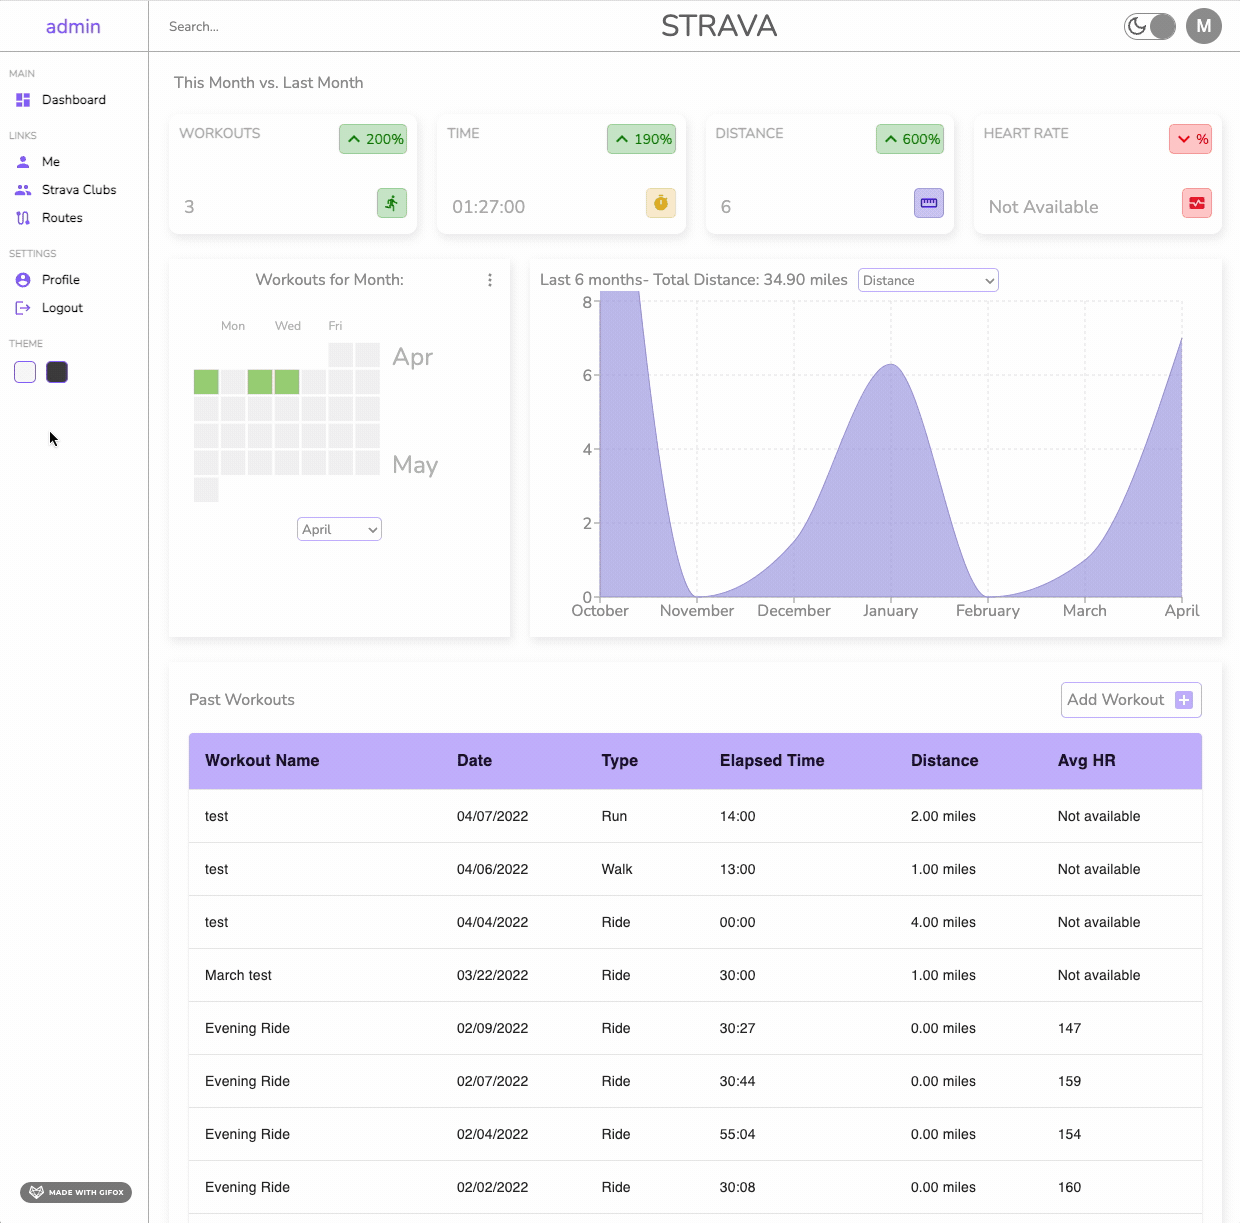 admin
Search...
STRAVA
M
MAIN
Dashboard
LINKS
Me
Strava Clubs
Routes
SETTINGS
Profile
Logout
THEME
This Month vs. Last Month
WORKOUTS
200%
3
TIME
190%
01:27:00
DISTANCE
600%
6
HEART RATE
%
Not Available
Workouts for Month:
Mon Wed Fri
Apr
May
April
Last 6 months- Total Distance: 34.90 miles
Distance
8
6
4
2
0
October November December January February March April
Past Workouts
Add Workout
Workout Name Date Type Elapsed Time Distance Avg HR
test 04/07/2022 Run 14:00 2.00 miles Not available
test 04/06/2022 Walk 13:00 1.00 miles Not available
test 04/04/2022 Ride 00:00 4.00 miles Not available
March test 03/22/2022 Ride 30:00 1.00 miles Not available
Evening Ride 02/09/2022 Ride 30:27 0.00 miles 147
Evening Ride 02/07/2022 Ride 30:44 0.00 miles 159
Evening Ride 02/04/2022 Ride 55:04 0.00 miles 154
Evening Ride 02/02/2022 Ride 30:08 0.00 miles 160
MADE WITH GIFOX